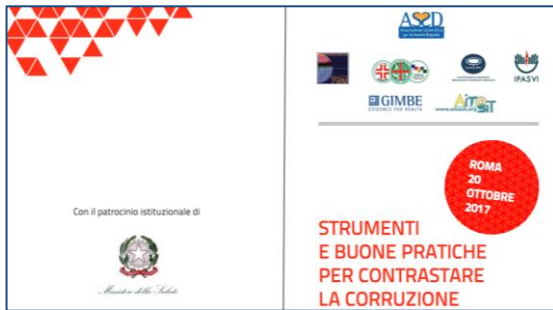 Con il patrocinio istituzionale di
Ministero della Salute
ASSD
IPASVI
GIMBE
EVIDENCE FOR HEALTH
ROMA
20
OTTOBRE
2017
STRUMENTI
E BUONE PRATICHE
PER CONTRASTARE
LA CORRUZIONE